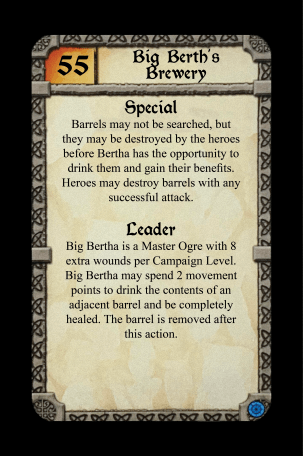 55
Big Berth's
Brewery
Special
Barrels may not be searched, but
they may be destroyed by the heroes
before Bertha has the opportunity to
drink them and gain their benefits.
Heroes may destroy barrels with any
successful attack.
Leader
Big Bertha is a Master Ogre with 8
extra wounds per Campaign Level.
Big Bertha may spend 2 movement
points to drink the contents of an
adjacent barrel and be completely
healed. The barrel is removed after
this action.